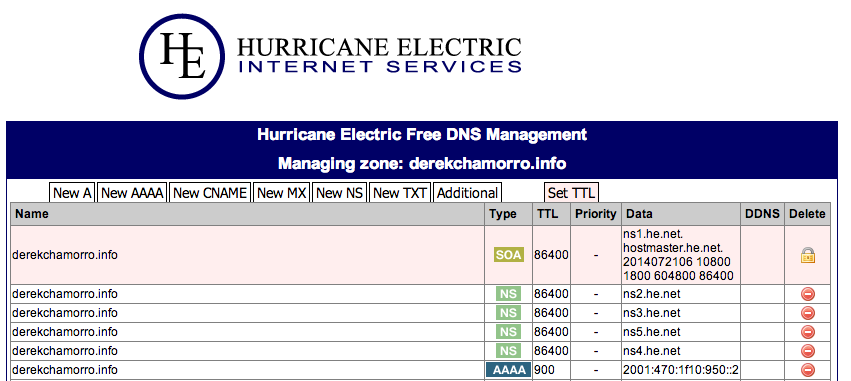 HE
HURRICANE ELECTRIC
INTERNET SERVICES
Hurricane Electric Free DNS Management
Managing zone: derekchamorro.info
New A New AAAA New CNAME New MX New NS New TXT Additional Set TTL
Name Type TTL Priority Data DDNS Delete
derekchamorro.info SOA 86400 - ns1.he.net.
hostmaster.he.net.
2014072106 10800
1800 604800 86400
derekchamorro.info NS 86400 - ns2.he.net
derekchamorro.info NS 86400 - ns3.he.net
derekchamorro.info NS 86400 - ns5.he.net
derekchamorro.info NS 86400 - ns4.he.net
derekchamorro.info AAAA 900 - 2001:470:1f10:950::2